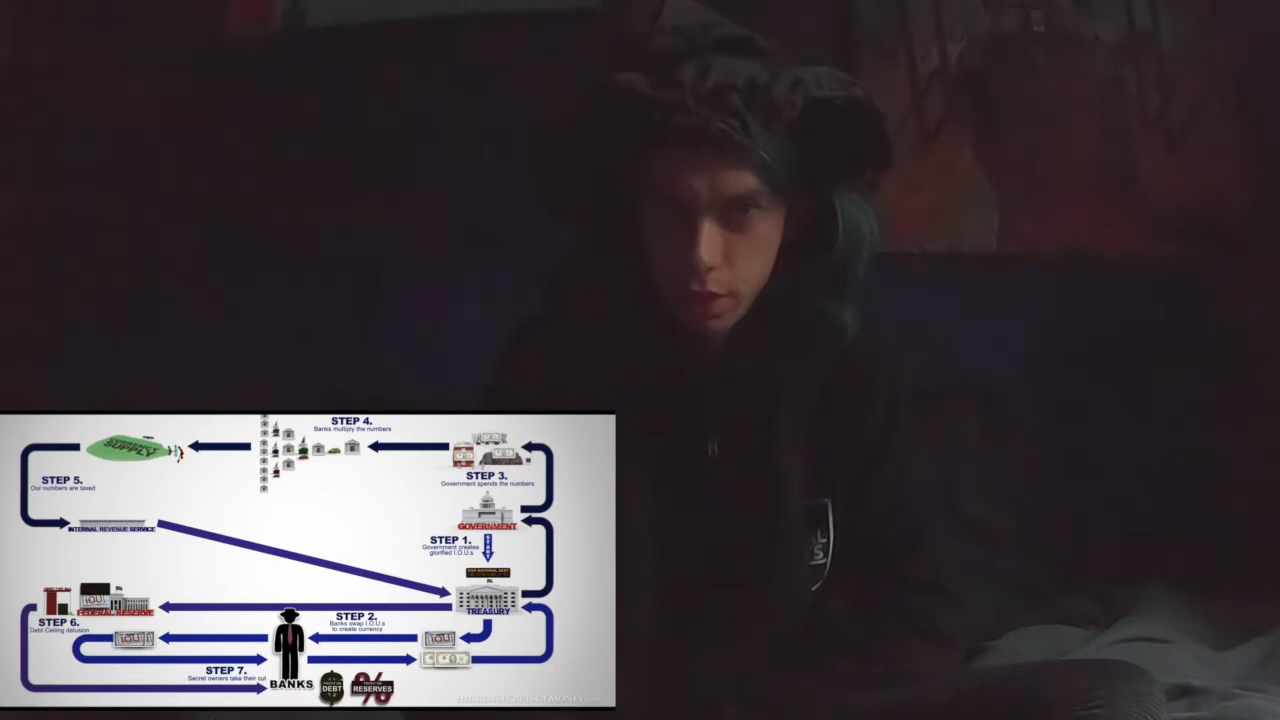 STEP 4.
Banks multiply the numbers
SUPPLY
STEP 5.
Our numbers are taxed
STEP 3.
Government spends the numbers
INTERNAL REVENUE SERVICE
GOVERNMENT
STEP 1.
Government creates
glorified I.O.U.s
START
TREASURY
IOU
FEDERAL RESERVE
STEP 6.
Debt Ceiling delusion
STEP 2.
Banks swap I.O.U.s
to create currency
IOU
IOU
STEP 7.
Secret owners take their cut
BANKS
DEBT
RESERVES
%